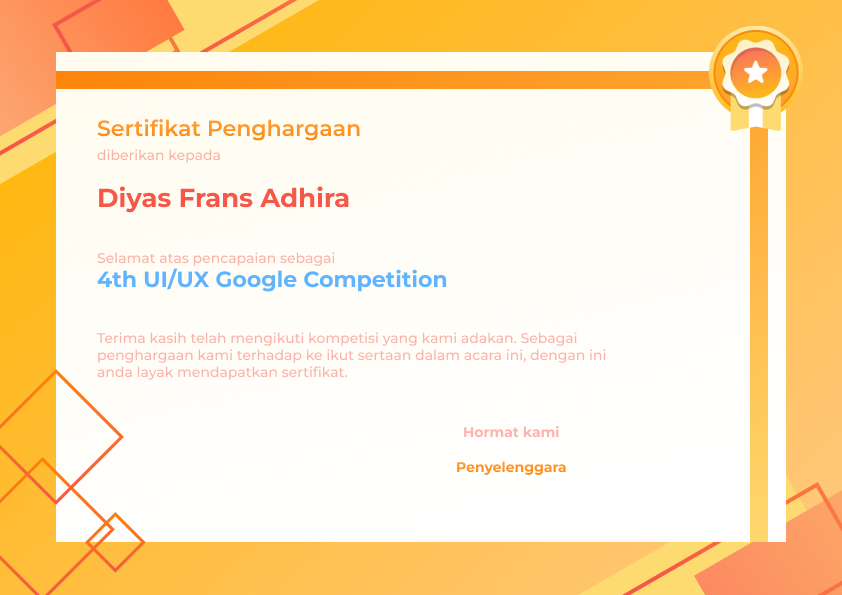 Sertifikat Penghargaan
diberikan kepada
Diyas Frans Adhira
Selamat atas pencapaian sebagai
4th UI/UX Google Competition
Terima kasih telah mengikuti kompetisi yang kami adakan. Sebagai
penghargaan kami terhadap ke ikut sertaan dalam acara ini, dengan ini
anda layak mendapatkan sertifikat.
Hormat kami
Penyelenggara